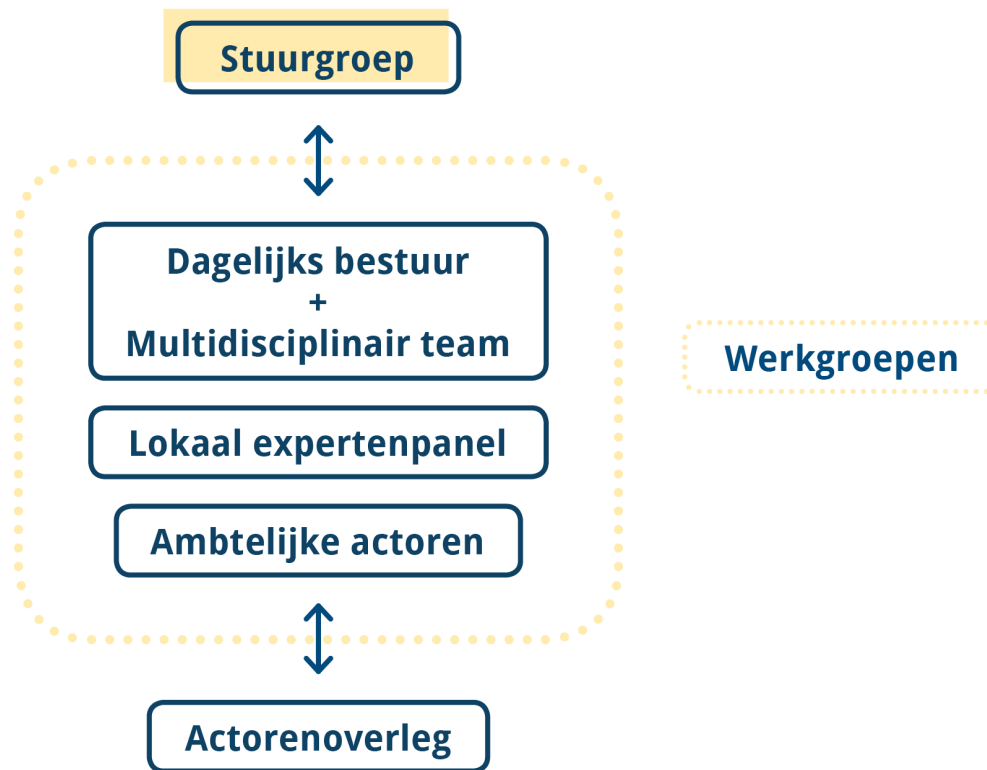 Stuurgroep
Dagelijks bestuur
+
Multidisciplinair team
Werkgroepen
Lokaal expertenpanel
Ambtelijke actoren
Actorenoverleg